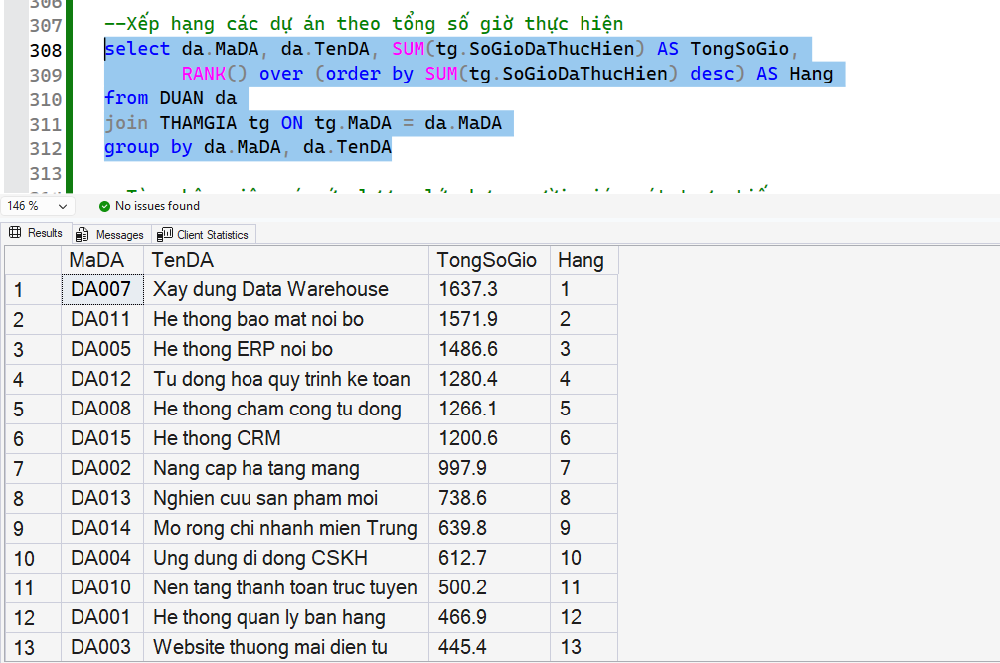 306
307 --Xếp hạng các dự án theo tổng số giờ thực hiện
308 select da.MaDA, da.TenDA, SUM(tg.SoGioDaThucHien) AS TongSoGio,
309 RANK() over (order by SUM(tg.SoGioDaThucHien) desc) AS Hang
310 from DUAN da
311 join THAMGIA tg ON tg.MaDA = da.MaDA
312 group by da.MaDA, da.TenDA
313
146 % No issues found
Results Messages Client Statistics
MaDA TenDA TongSoGio Hang
1 DA007 Xay dung Data Warehouse 1637.3 1
2 DA011 He thong bao mat noi bo 1571.9 2
3 DA005 He thong ERP noi bo 1486.6 3
4 DA012 Tu dong hoa quy trinh ke toan 1280.4 4
5 DA008 He thong cham cong tu dong 1266.1 5
6 DA015 He thong CRM 1200.6 6
7 DA002 Nang cap ha tang mang 997.9 7
8 DA013 Nghien cuu san pham moi 738.6 8
9 DA014 Mo rong chi nhanh mien Trung 639.8 9
10 DA004 Ung dung di dong CSKH 612.7 10
11 DA010 Nen tang thanh toan truc tuyen 500.2 11
12 DA001 He thong quan ly ban hang 466.9 12
13 DA003 Website thuong mai dien tu 445.4 13